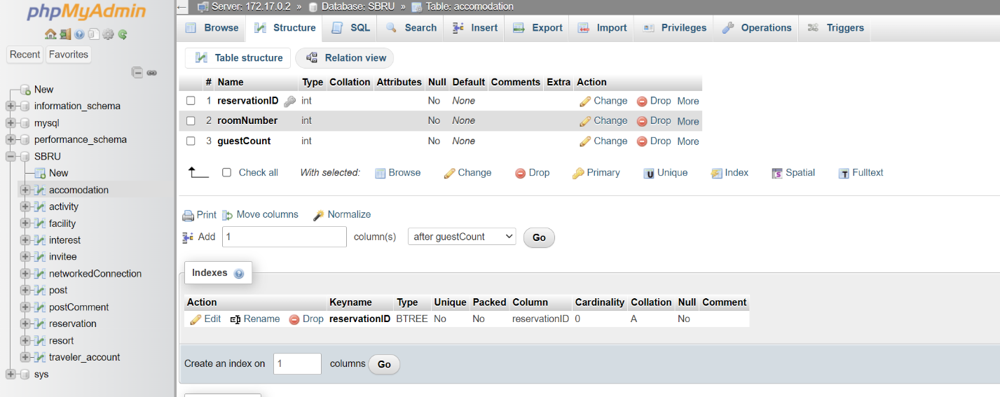 phpMyAdmin
Recent Favorites
New
information_schema
mysql
performance_schema
SBRU
New
accomodation
activity
facility
interest
invitee
networkedConnection
post
postComment
reservation
resort
traveler_account
sys
Server: 172.17.0.2 » Database: SBRU » Table: accomodation
Browse Structure SQL Search Insert Export Import Privileges Operations Triggers
Table structure Relation view
# Name Type Collation Attributes Null Default Comments Extra Action
1 reservationID int No None Change Drop More
2 roomNumber int No None Change Drop More
3 guestCount int No None Change Drop More
Check all With selected: Browse Change Drop Primary Unique Index Spatial Fulltext
Print Move columns Normalize
Add 1 column(s) after guestCount Go
Indexes
Action Keyname Type Unique Packed Column Cardinality Collation Null Comment
Edit Rename Drop reservationID BTREE No No reservationID 0 A No
Create an index on 1 columns Go